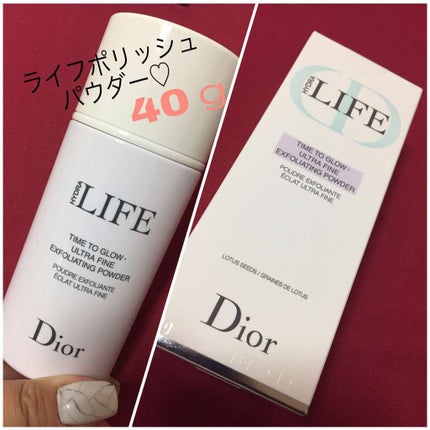 ライフポリッシュ
パウダー♡
40g
HYDRA
LIFE
TIME TO GLOW・
ULTRA FINE
EXFOLIATING POWDER
POUDRE EXFOLIANTE
ÉCLAT ULTRA FINE
Dior
HYDRA
LIFE
TIME TO GLOW・
ULTRA FINE
EXFOLIATING POWDER
POUDRE EXFOLIANTE
ÉCLAT ULTRA FINE
LOTUS SEEDS / GRAINES DE LOTUS
Dior